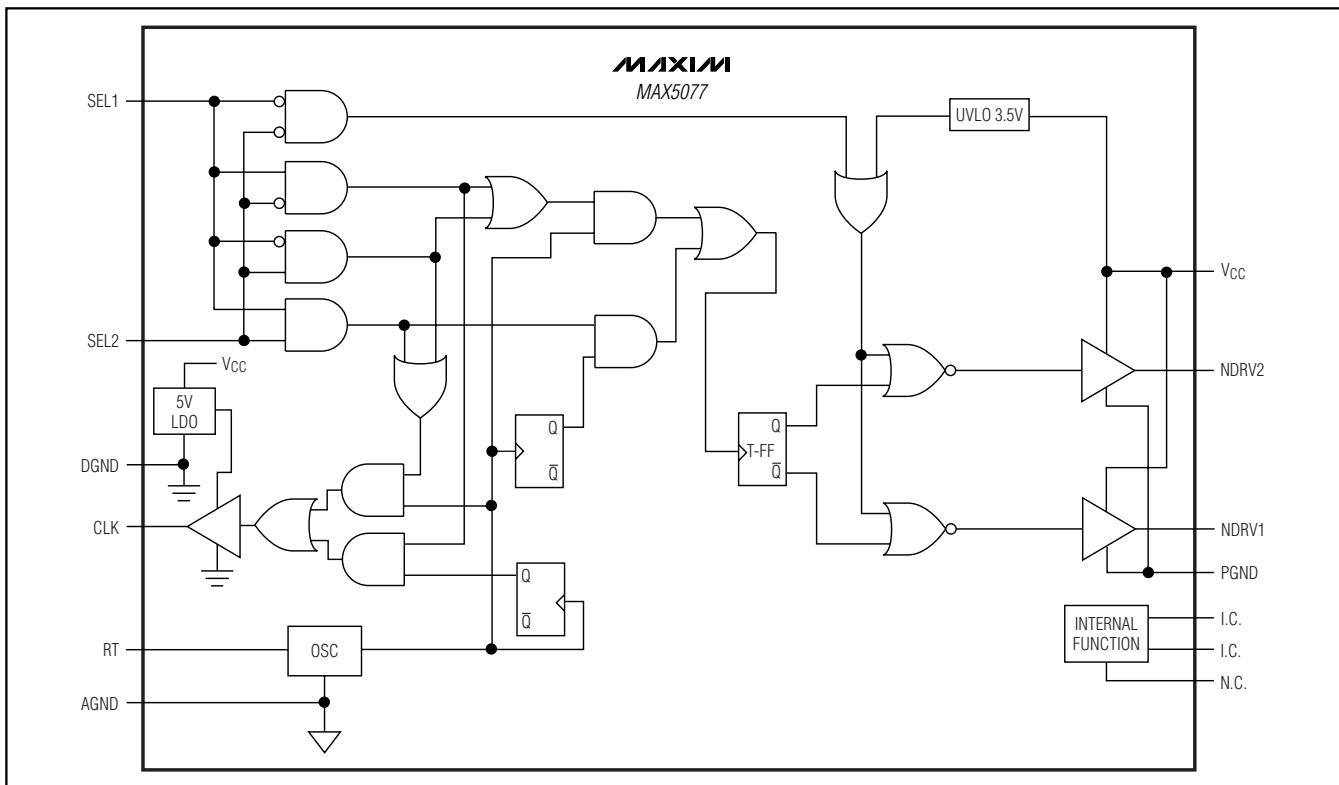 MAXIM
MAX5077
SEL1
UVLO 3.5V
VCC
SEL2
VCC
5V
LDO
NDRV2
Q
Q̅
Q
T-FF
Q̅
DGND
CLK
NDRV1
PGND
Q
Q̅
INTERNAL
FUNCTION
I.C.
I.C.
N.C.
RT
OSC
AGND